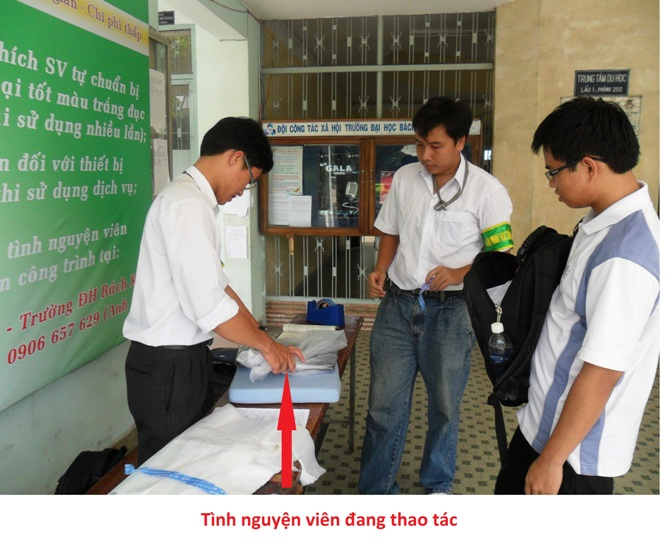 gian - Chi phí thấp
hích SV tự chuẩn bị
ại tốt màu trắng đục
i sử dụng nhiều lần);
n đối với thiết bị
hi sử dụng dịch vụ;
tình nguyện viên
n công trình tại:
- Trường ĐH Bách K
0906 657 629 (Anh
ĐỘI CÔNG TÁC XÃ HỘI TRƯỜNG ĐẠI HỌC BÁCH
GALA
TRUNG TÂM DU HỌC
LẦU 1 - PHÒNG 202
Tình nguyện viên đang thao tác